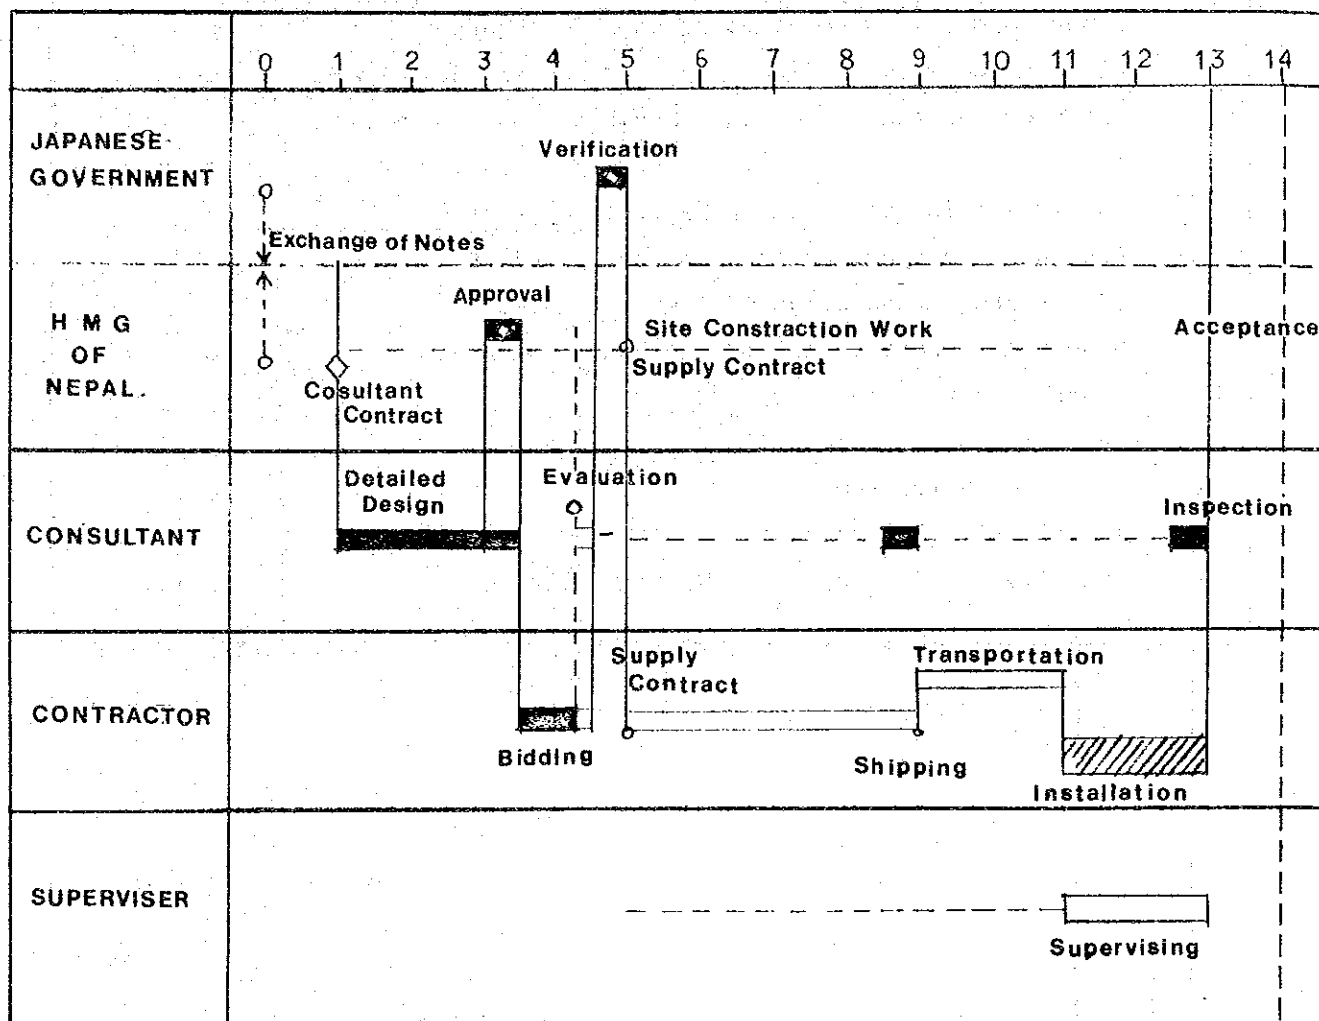 0 1 2 3 4 5 6 7 8 9 10 11 12 13 14
JAPANESE
GOVERNMENT
Verification
Exchange of Notes
H M G
OF
NEPAL.
Approval
Site Constraction Work
Acceptance
Supply Contract
Cosultant
Contract
CONSULTANT
Detailed
Design
Evaluation
Inspection
CONTRACTOR
Supply
Contract
Transportation
Bidding
Shipping
Installation
SUPERVISER
Supervising